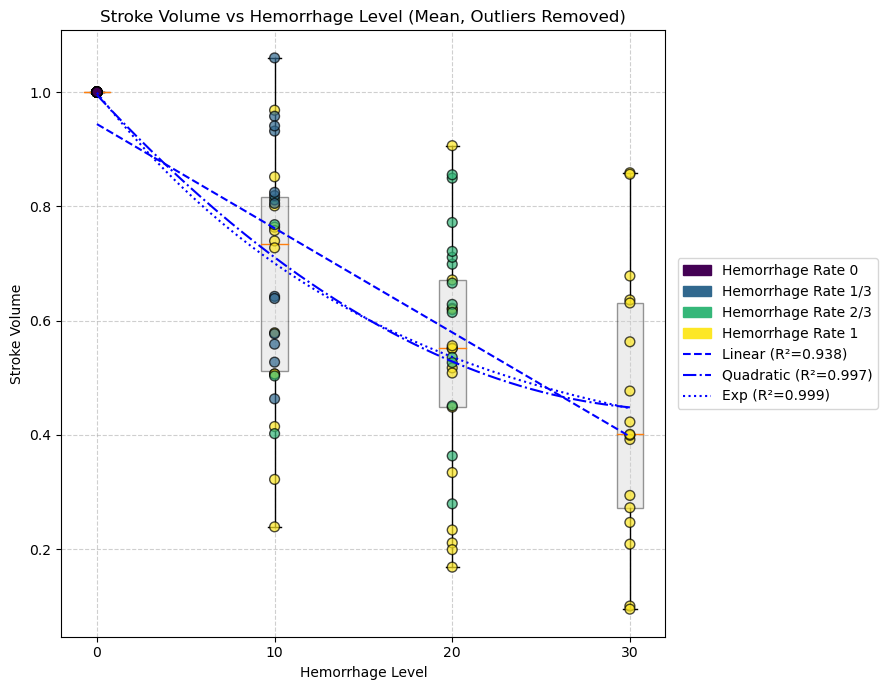 Stroke Volume vs Hemorrhage Level (Mean, Outliers Removed)
Stroke Volume
1.0
0.8
0.6
0.4
0.2
0
10
20
30
Hemorrhage Level
Hemorrhage Rate 0
Hemorrhage Rate 1/3
Hemorrhage Rate 2/3
Hemorrhage Rate 1
Linear (R²=0.938)
Quadratic (R²=0.997)
Exp (R²=0.999)